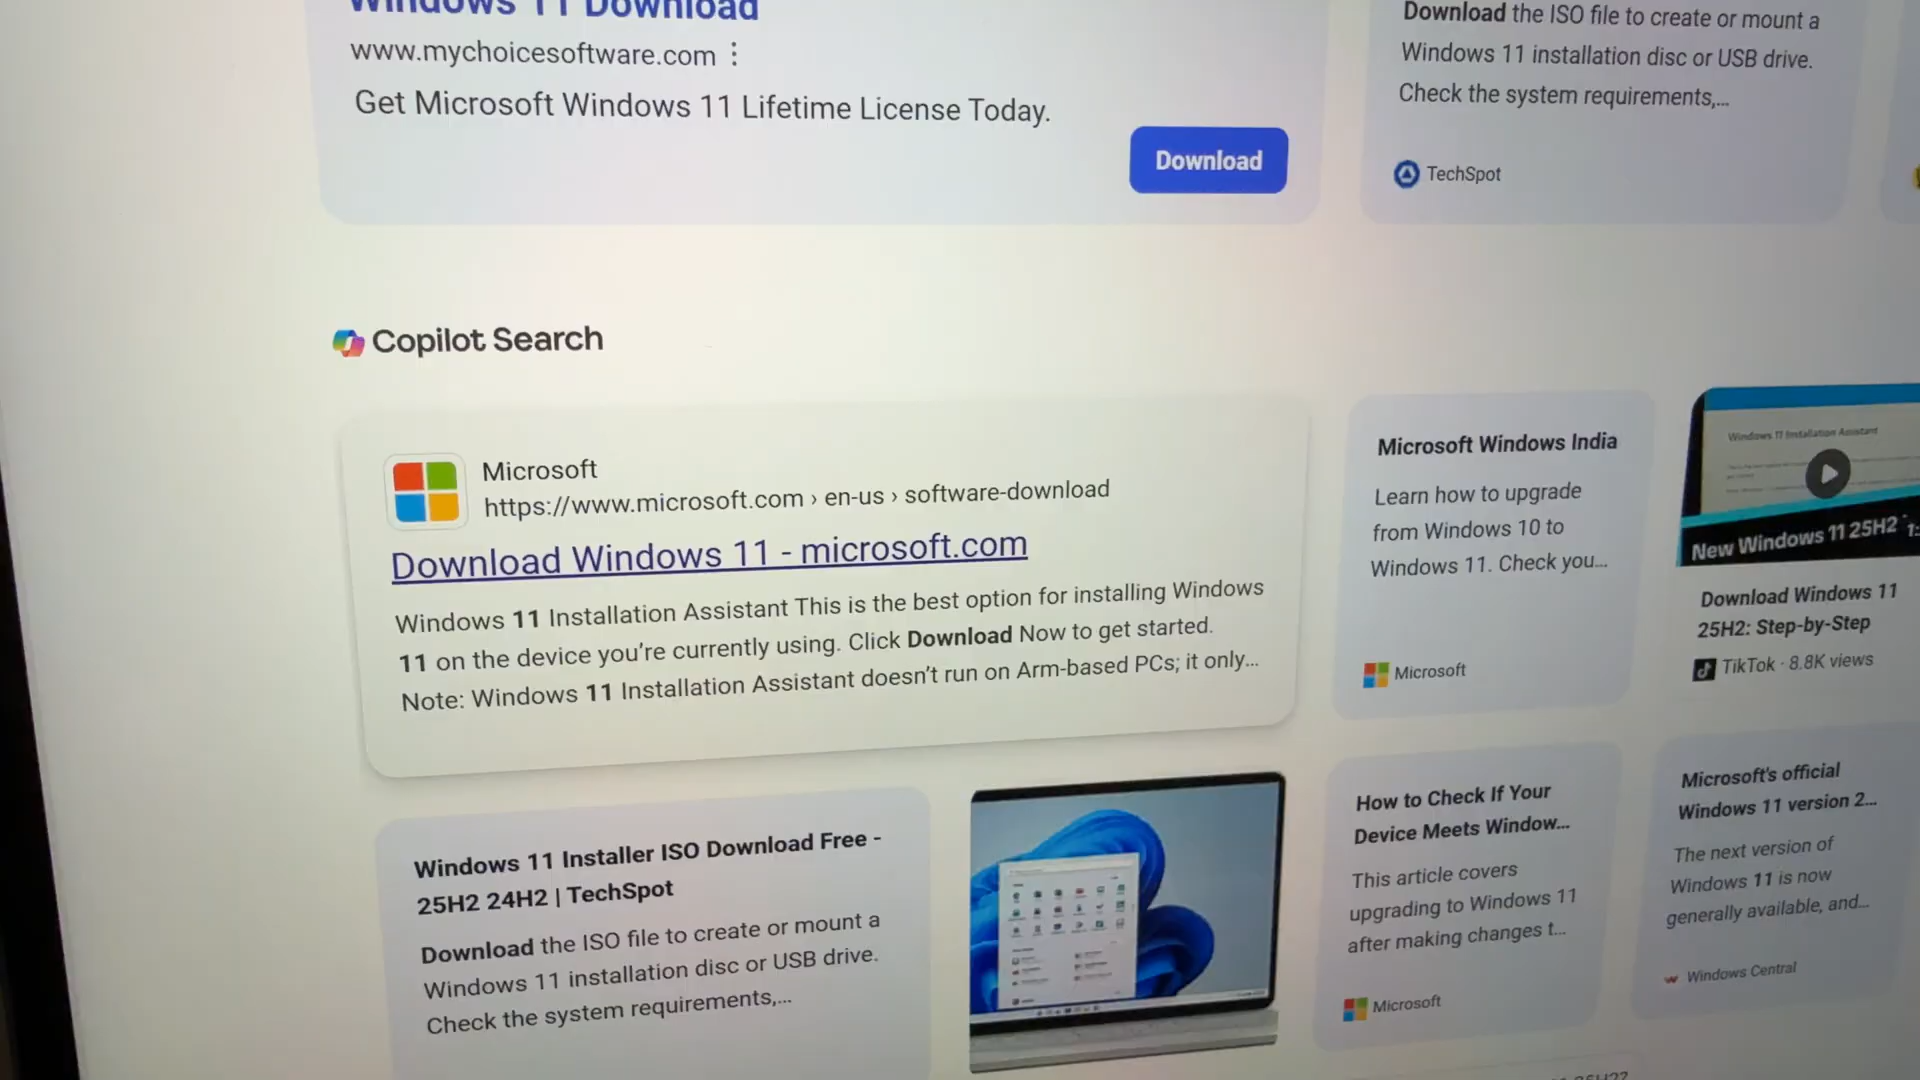 Windows 11 Download
www.mychoicesoftware.com
Get Microsoft Windows 11 Lifetime License Today.
Download
Download the ISO file to create or mount a
Windows 11 installation disc or USB drive.
Check the system requirements,...
TechSpot
Copilot Search
Microsoft
https://www.microsoft.com › en-us › software-download
Download Windows 11 - microsoft.com
Windows 11 Installation Assistant This is the best option for installing Windows
11 on the device you're currently using. Click Download Now to get started.
Note: Windows 11 Installation Assistant doesn't run on Arm-based PCs; it only...
Microsoft Windows India
Learn how to upgrade
from Windows 10 to
Windows 11. Check you...
Microsoft
Windows 11 Installation Assistant
New Windows 11 25H2
Download Windows 11
25H2: Step-by-Step
TikTok · 8.8K views
Windows 11 Installer ISO Download Free -
25H2 24H2 | TechSpot
Download the ISO file to create or mount a
Windows 11 installation disc or USB drive.
Check the system requirements,...
How to Check If Your
Device Meets Window...
This article covers
upgrading to Windows 11
after making changes t...
Microsoft
Microsoft's official
Windows 11 version 2...
The next version of
Windows 11 is now
generally available, and...
Windows Central